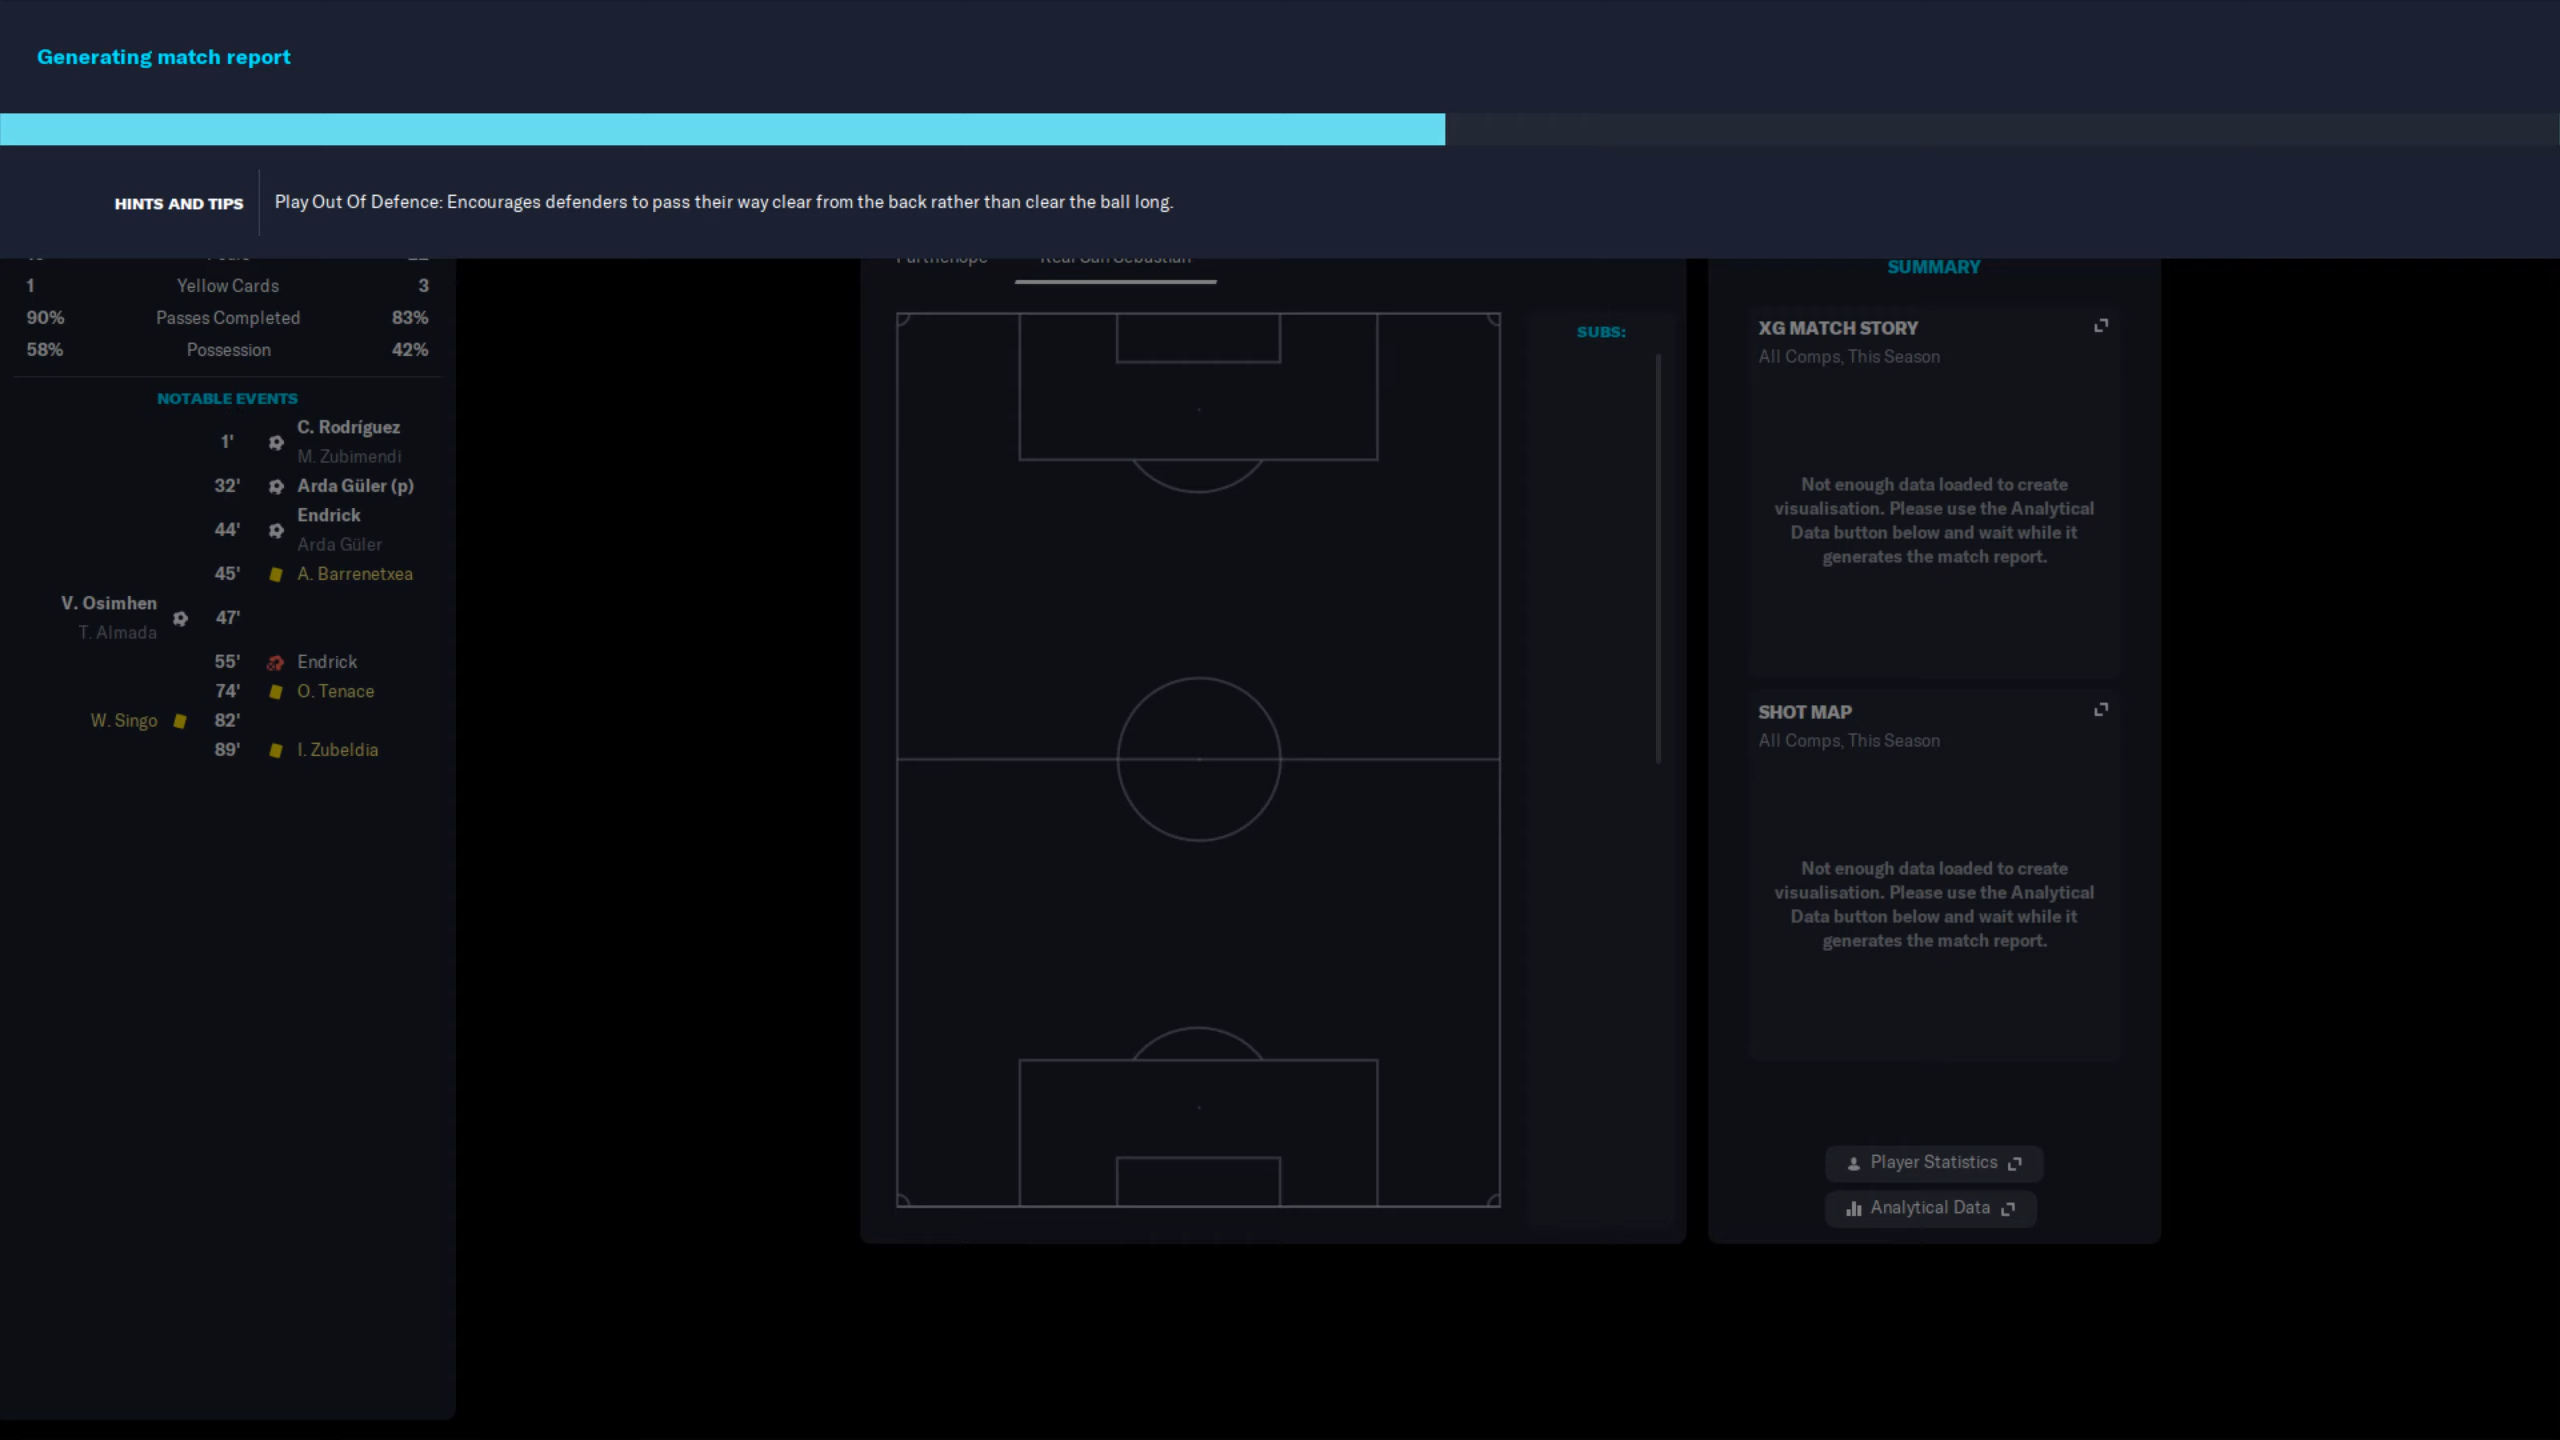 Generating match report
HINTS AND TIPS
Play Out Of Defence: Encourages defenders to pass their way clear from the back rather than clear the ball long.
1 Yellow Cards 3
90% Passes Completed 83%
58% Possession 42%
NOTABLE EVENTS
1' C. Rodríguez
M. Zubimendi
32' Arda Güler (p)
44' Endrick
Arda Güler
45' A. Barrenetxea
V. Osimhen 47'
T. Almada
55' Endrick
74' O. Tenace
W. Singo 82'
89' I. Zubeldia
Parthenope Real San Sebastián
SUBS:
SUMMARY
XG MATCH STORY
All Comps, This Season
Not enough data loaded to create
visualisation. Please use the Analytical
Data button below and wait while it
generates the match report.
SHOT MAP
All Comps, This Season
Not enough data loaded to create
visualisation. Please use the Analytical
Data button below and wait while it
generates the match report.
Player Statistics
Analytical Data